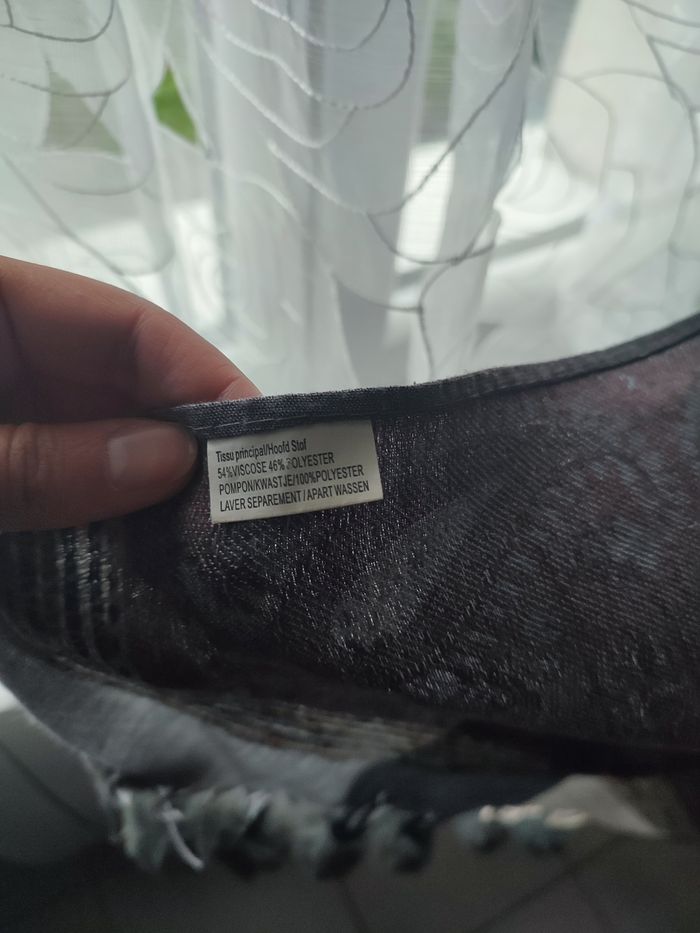 Tissu principal/Hoofd Stof
54%VISCOSE 46% POLYESTER
POMPON/KWASTJE/100%POLYESTER
LAVER SEPAREMENT / APART WASSEN